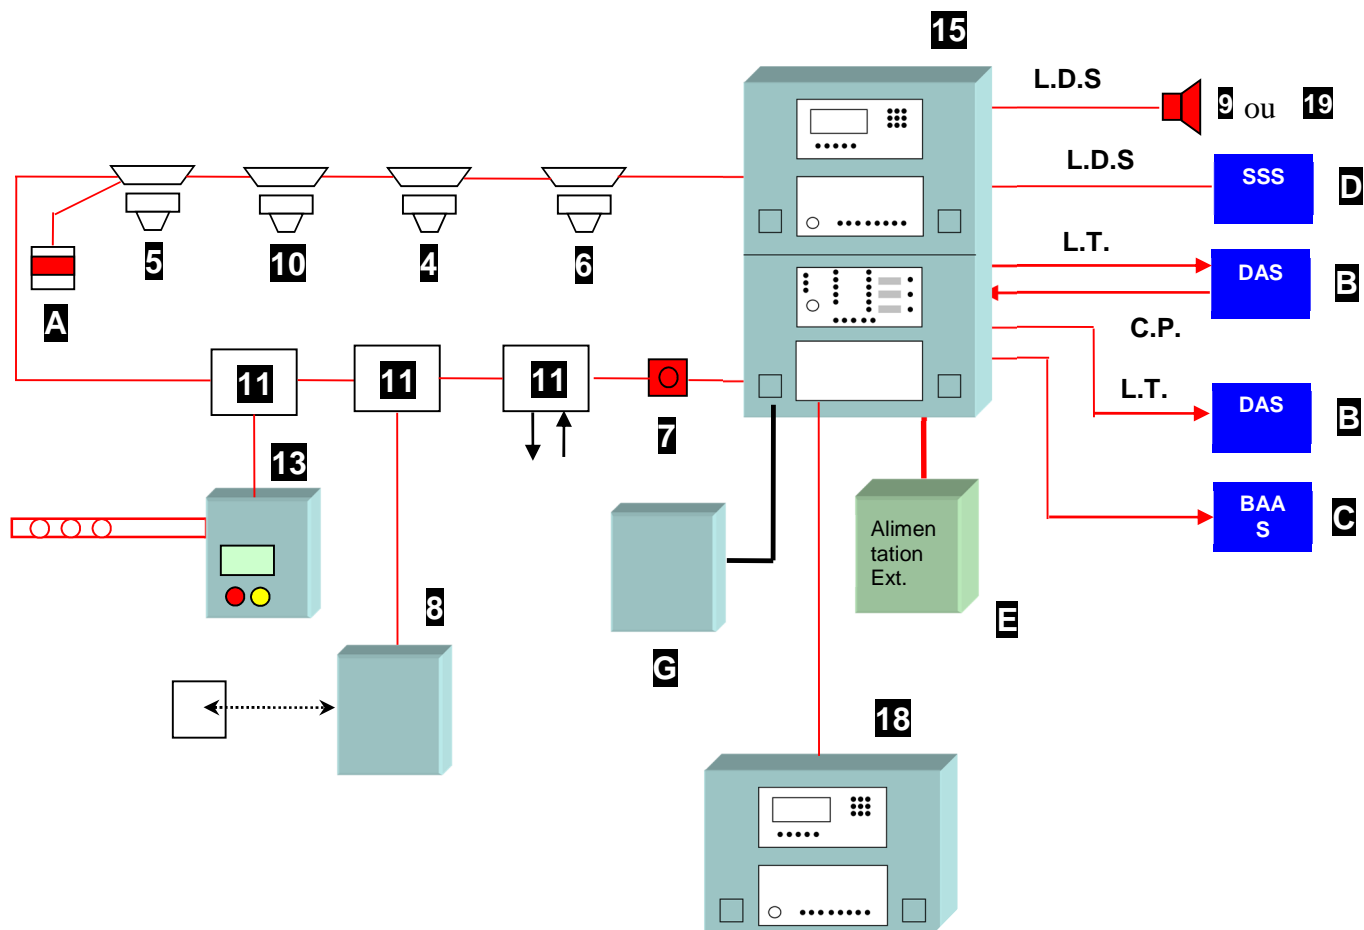 15
L.D.S
9 ou 19
L.D.S
SSS
D
5
10
4
6
A
L.T.
DAS
B
C.P.
11
11
11
7
L.T.
DAS
B
13
BAA
S
C
Alimen
tation
Ext.
8
E
G
18